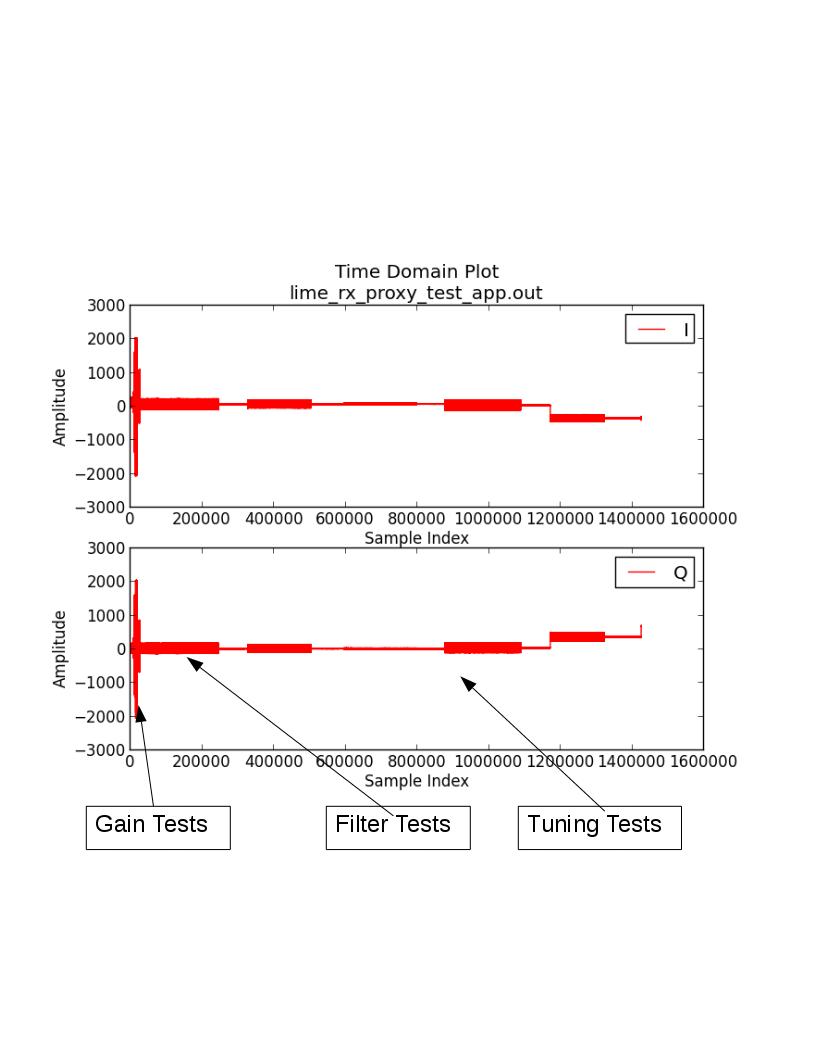 Time Domain Plot
lime_rx_proxy_test_app.out
3000
2000
1000
0
−1000
−2000
−3000
Amplitude
I
0 200000 400000 600000 800000 1000000 1200000 1400000 1600000
Sample Index
3000
2000
1000
0
−1000
−2000
−3000
Amplitude
Q
0 200000 400000 600000 800000 1000000 1200000 1400000 1600000
Sample Index
Gain Tests Filter Tests Tuning Tests